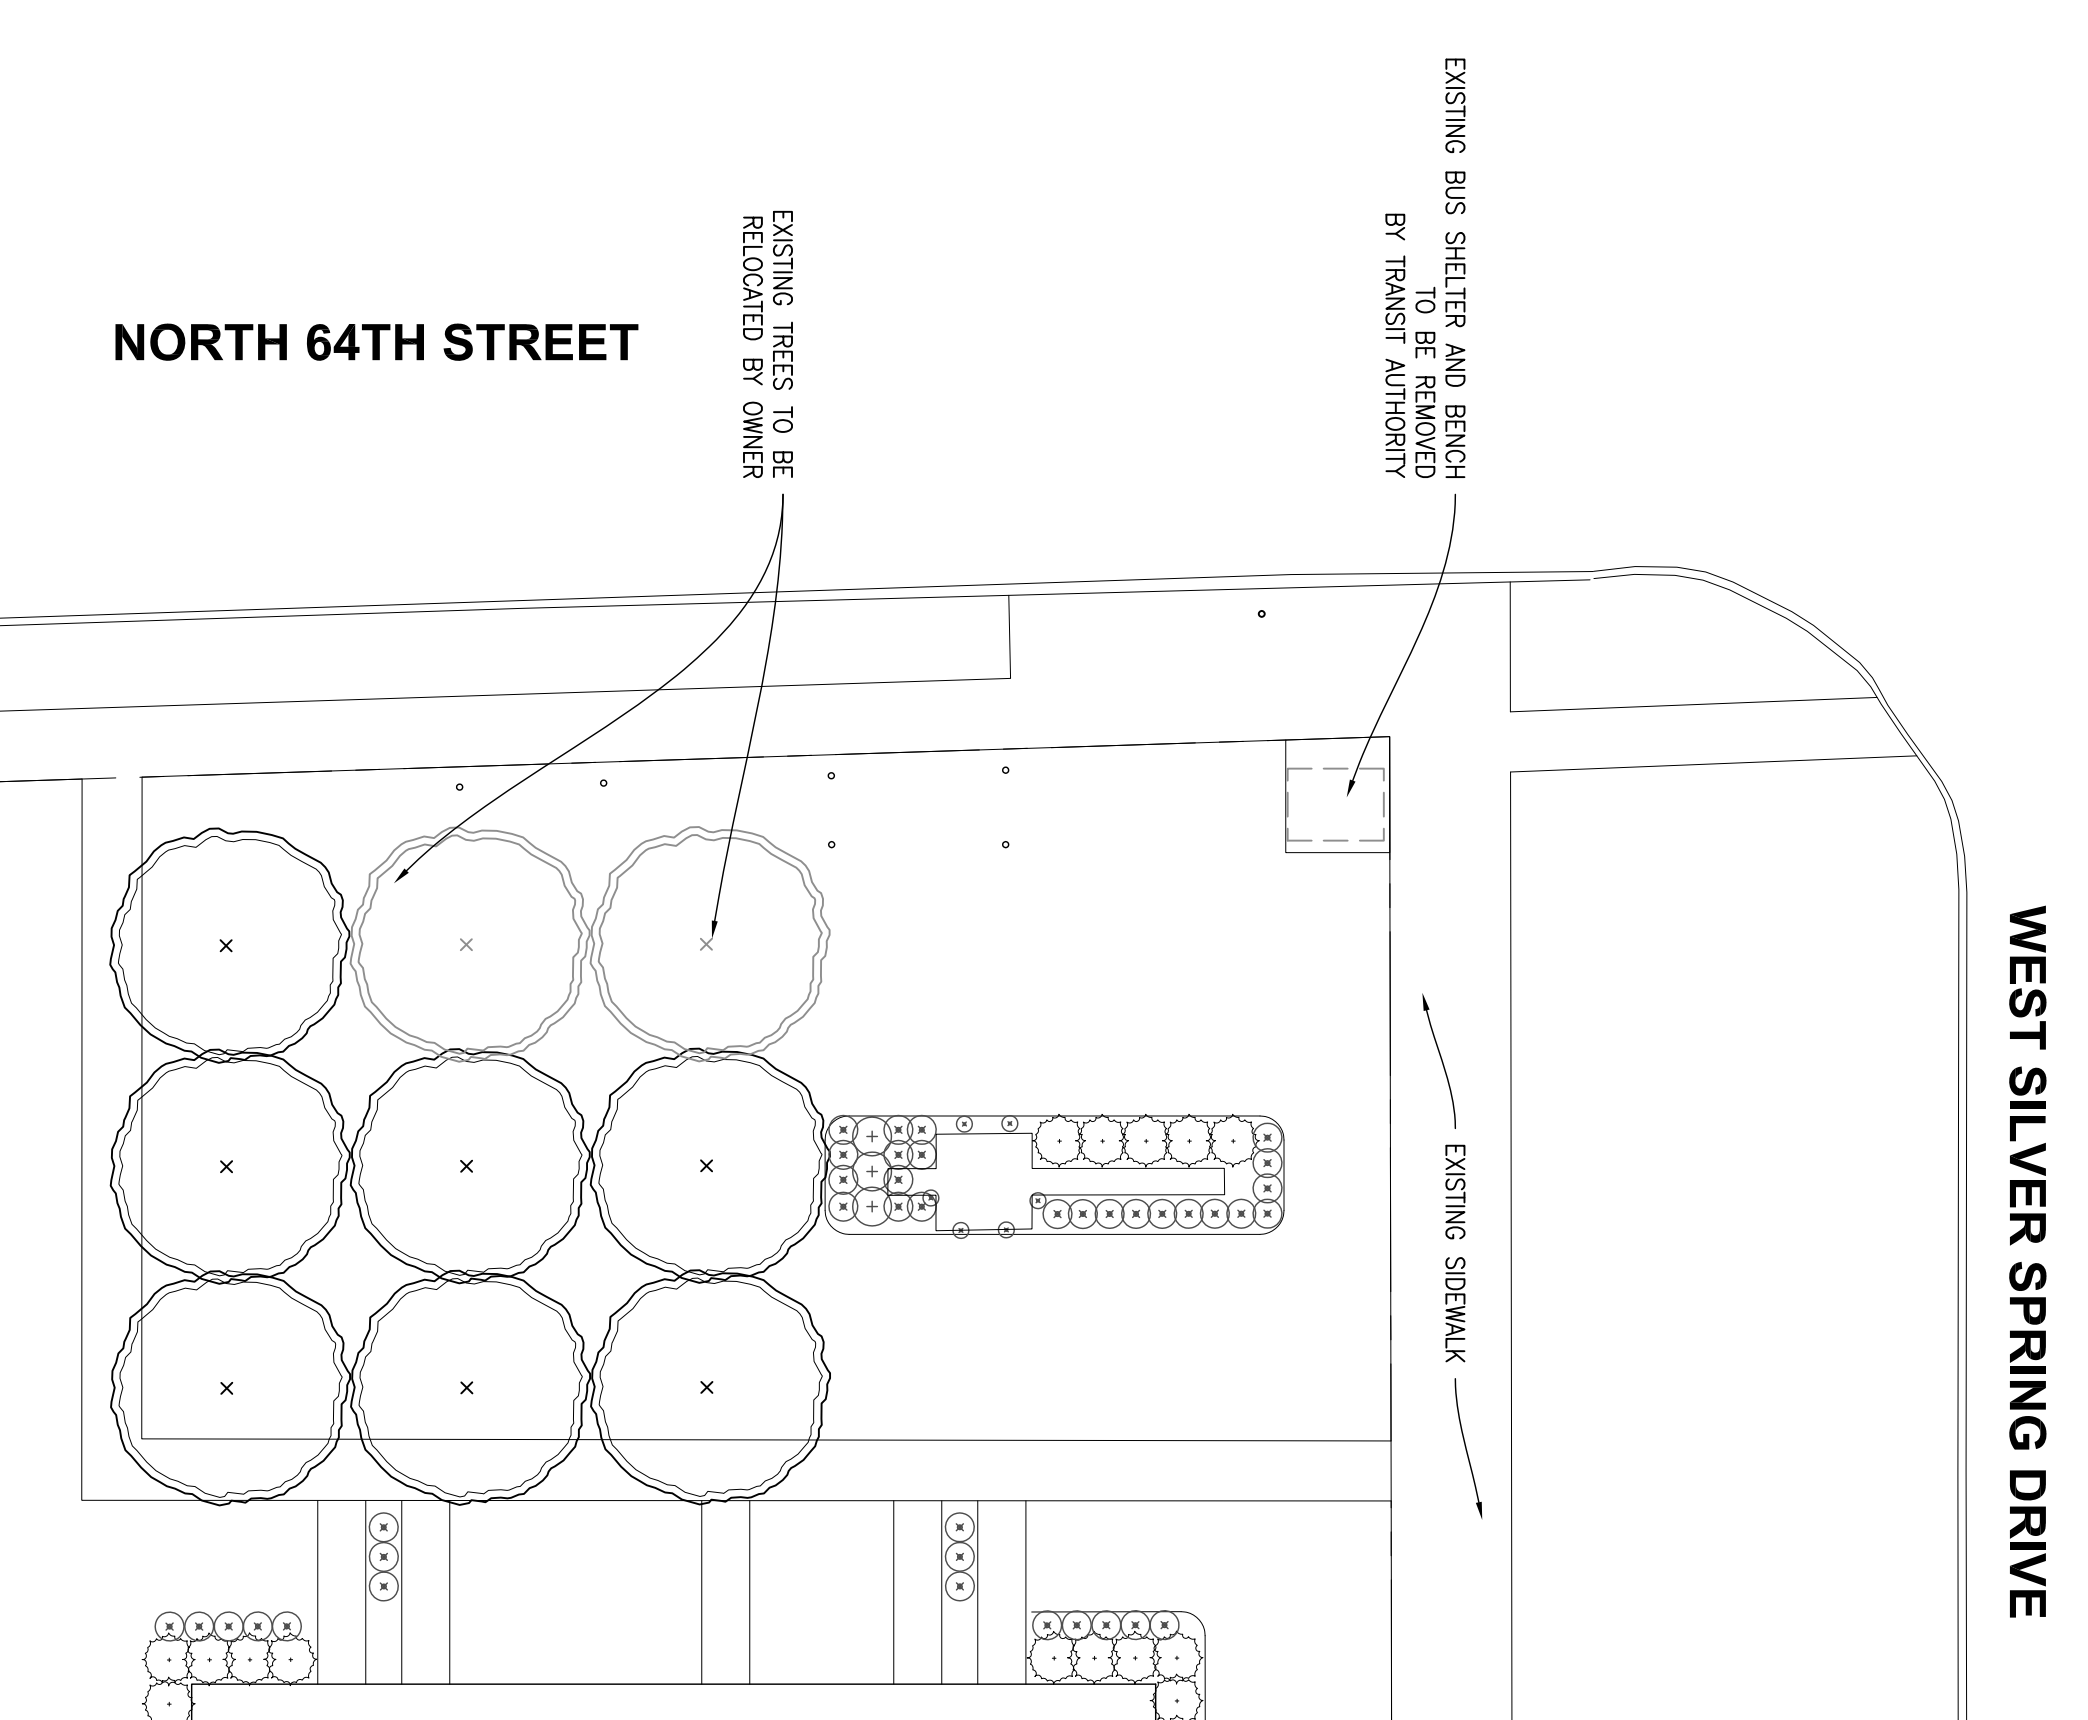 EXISTING BUS SHELTER AND BENCH
TO BE REMOVED
BY TRANSIT AUTHORITY
EXISTING TREES TO BE
RELOCATED BY OWNER
NORTH 64TH STREET
EXISTING SIDEWALK
WEST SILVER SPRING DRIVE